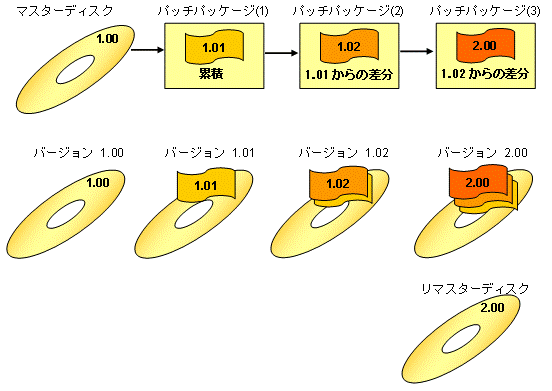 マスターディスク
パッチパッケージ(1)
パッチパッケージ(2)
パッチパッケージ(3)
1.00
1.01
累積
1.02
1.01からの差分
2.00
1.02からの差分
バージョン 1.00
バージョン 1.01
バージョン 1.02
バージョン 2.00
1.00
1.01
1.02
2.00
リマスターディスク
2.00